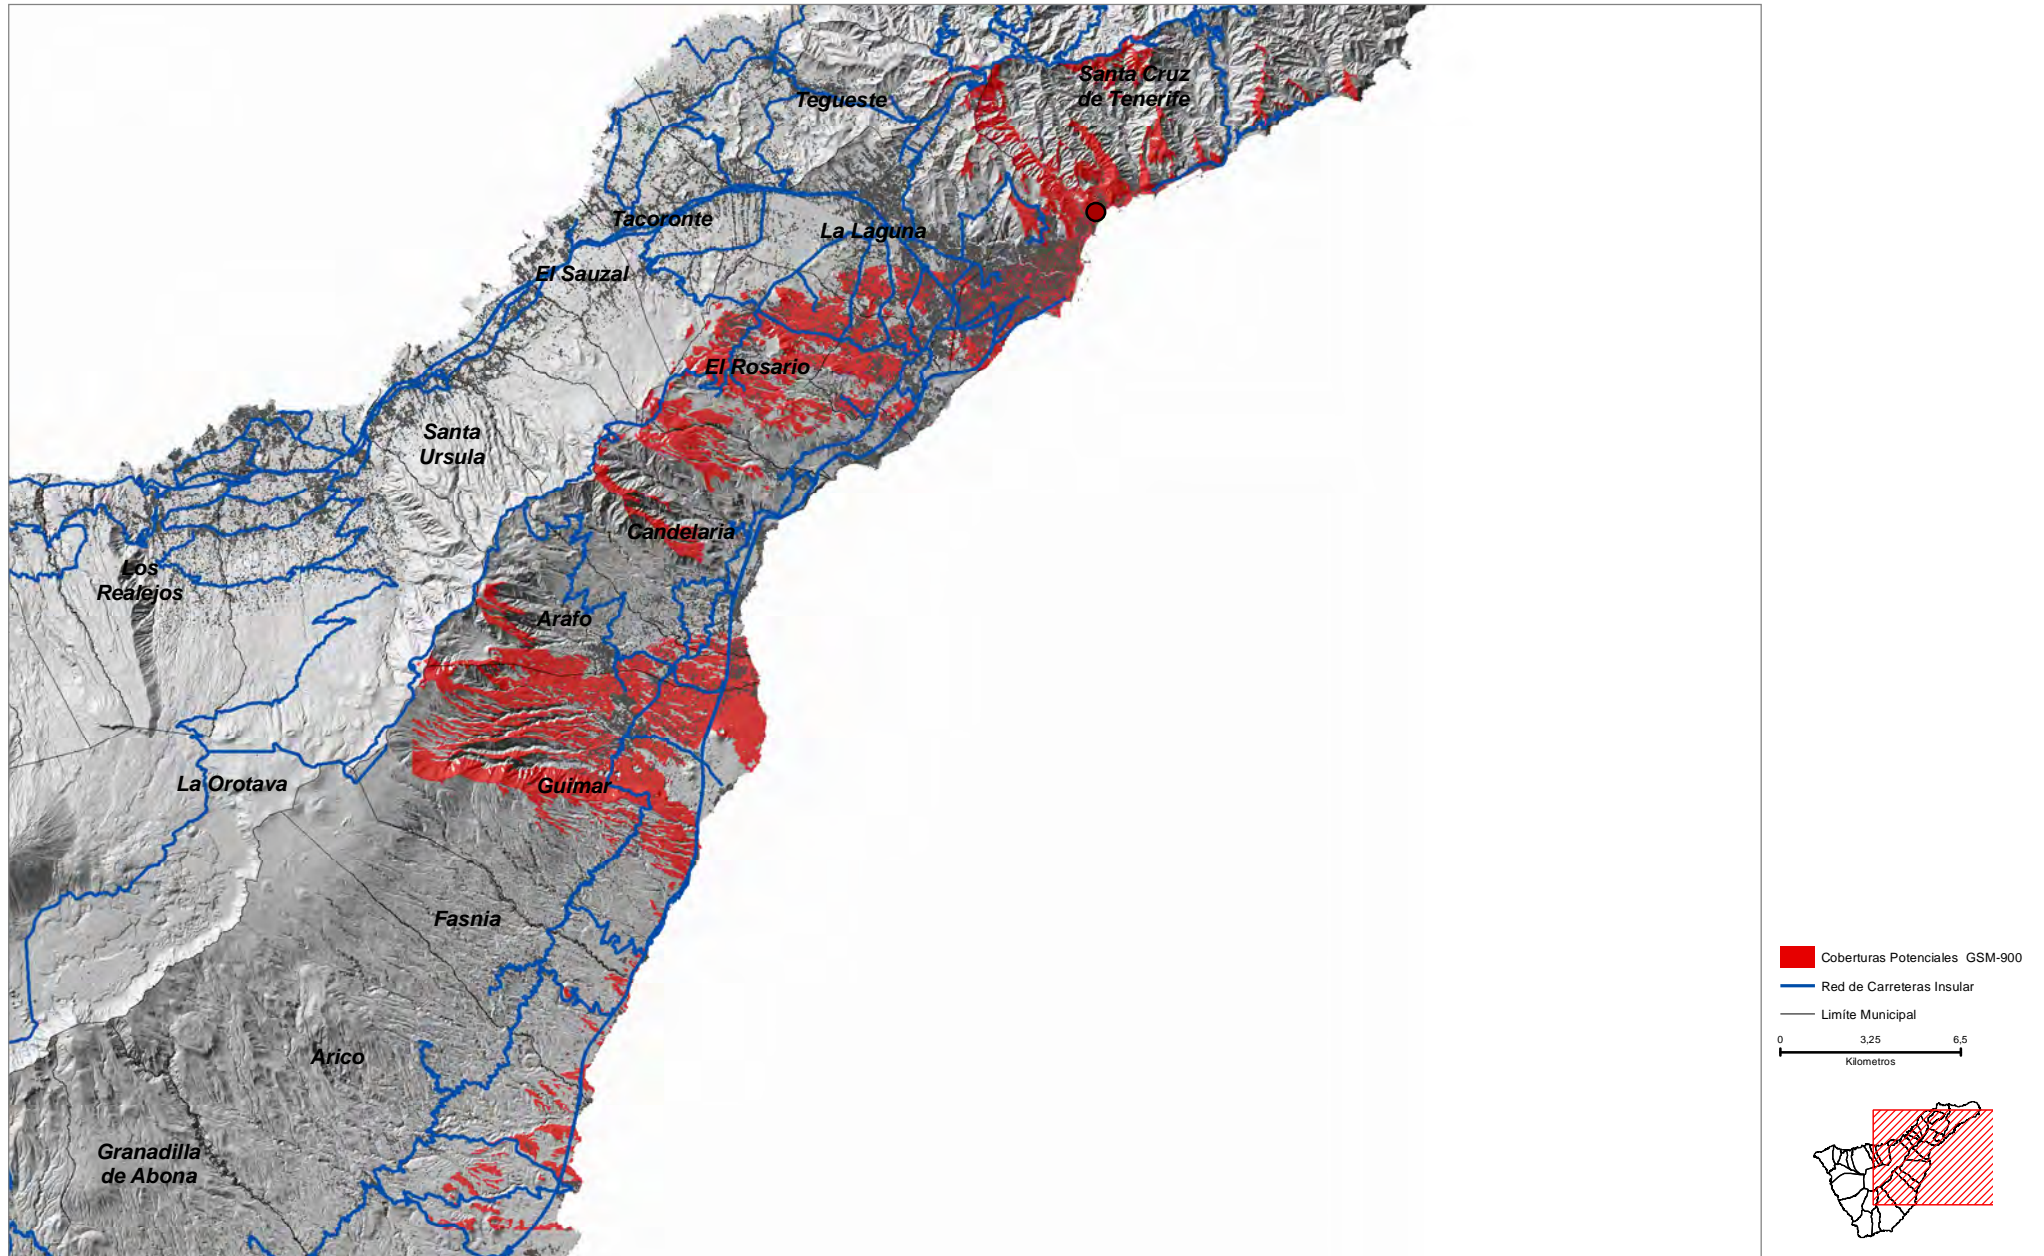 Santa Cruz
de Tenerife
Tegueste
Tacoronte
La Laguna
El Sauzal
El Rosario
Santa
Ursula
Candelaria
Los
Realejos
Arafo
La Orotava
Guimar
Fasnia
Arico
Granadilla
de Abona
Coberturas Potenciales GSM-900
Red de Carreteras Insular
Limíte Municipal
0 3,25 6,5
Kilometros